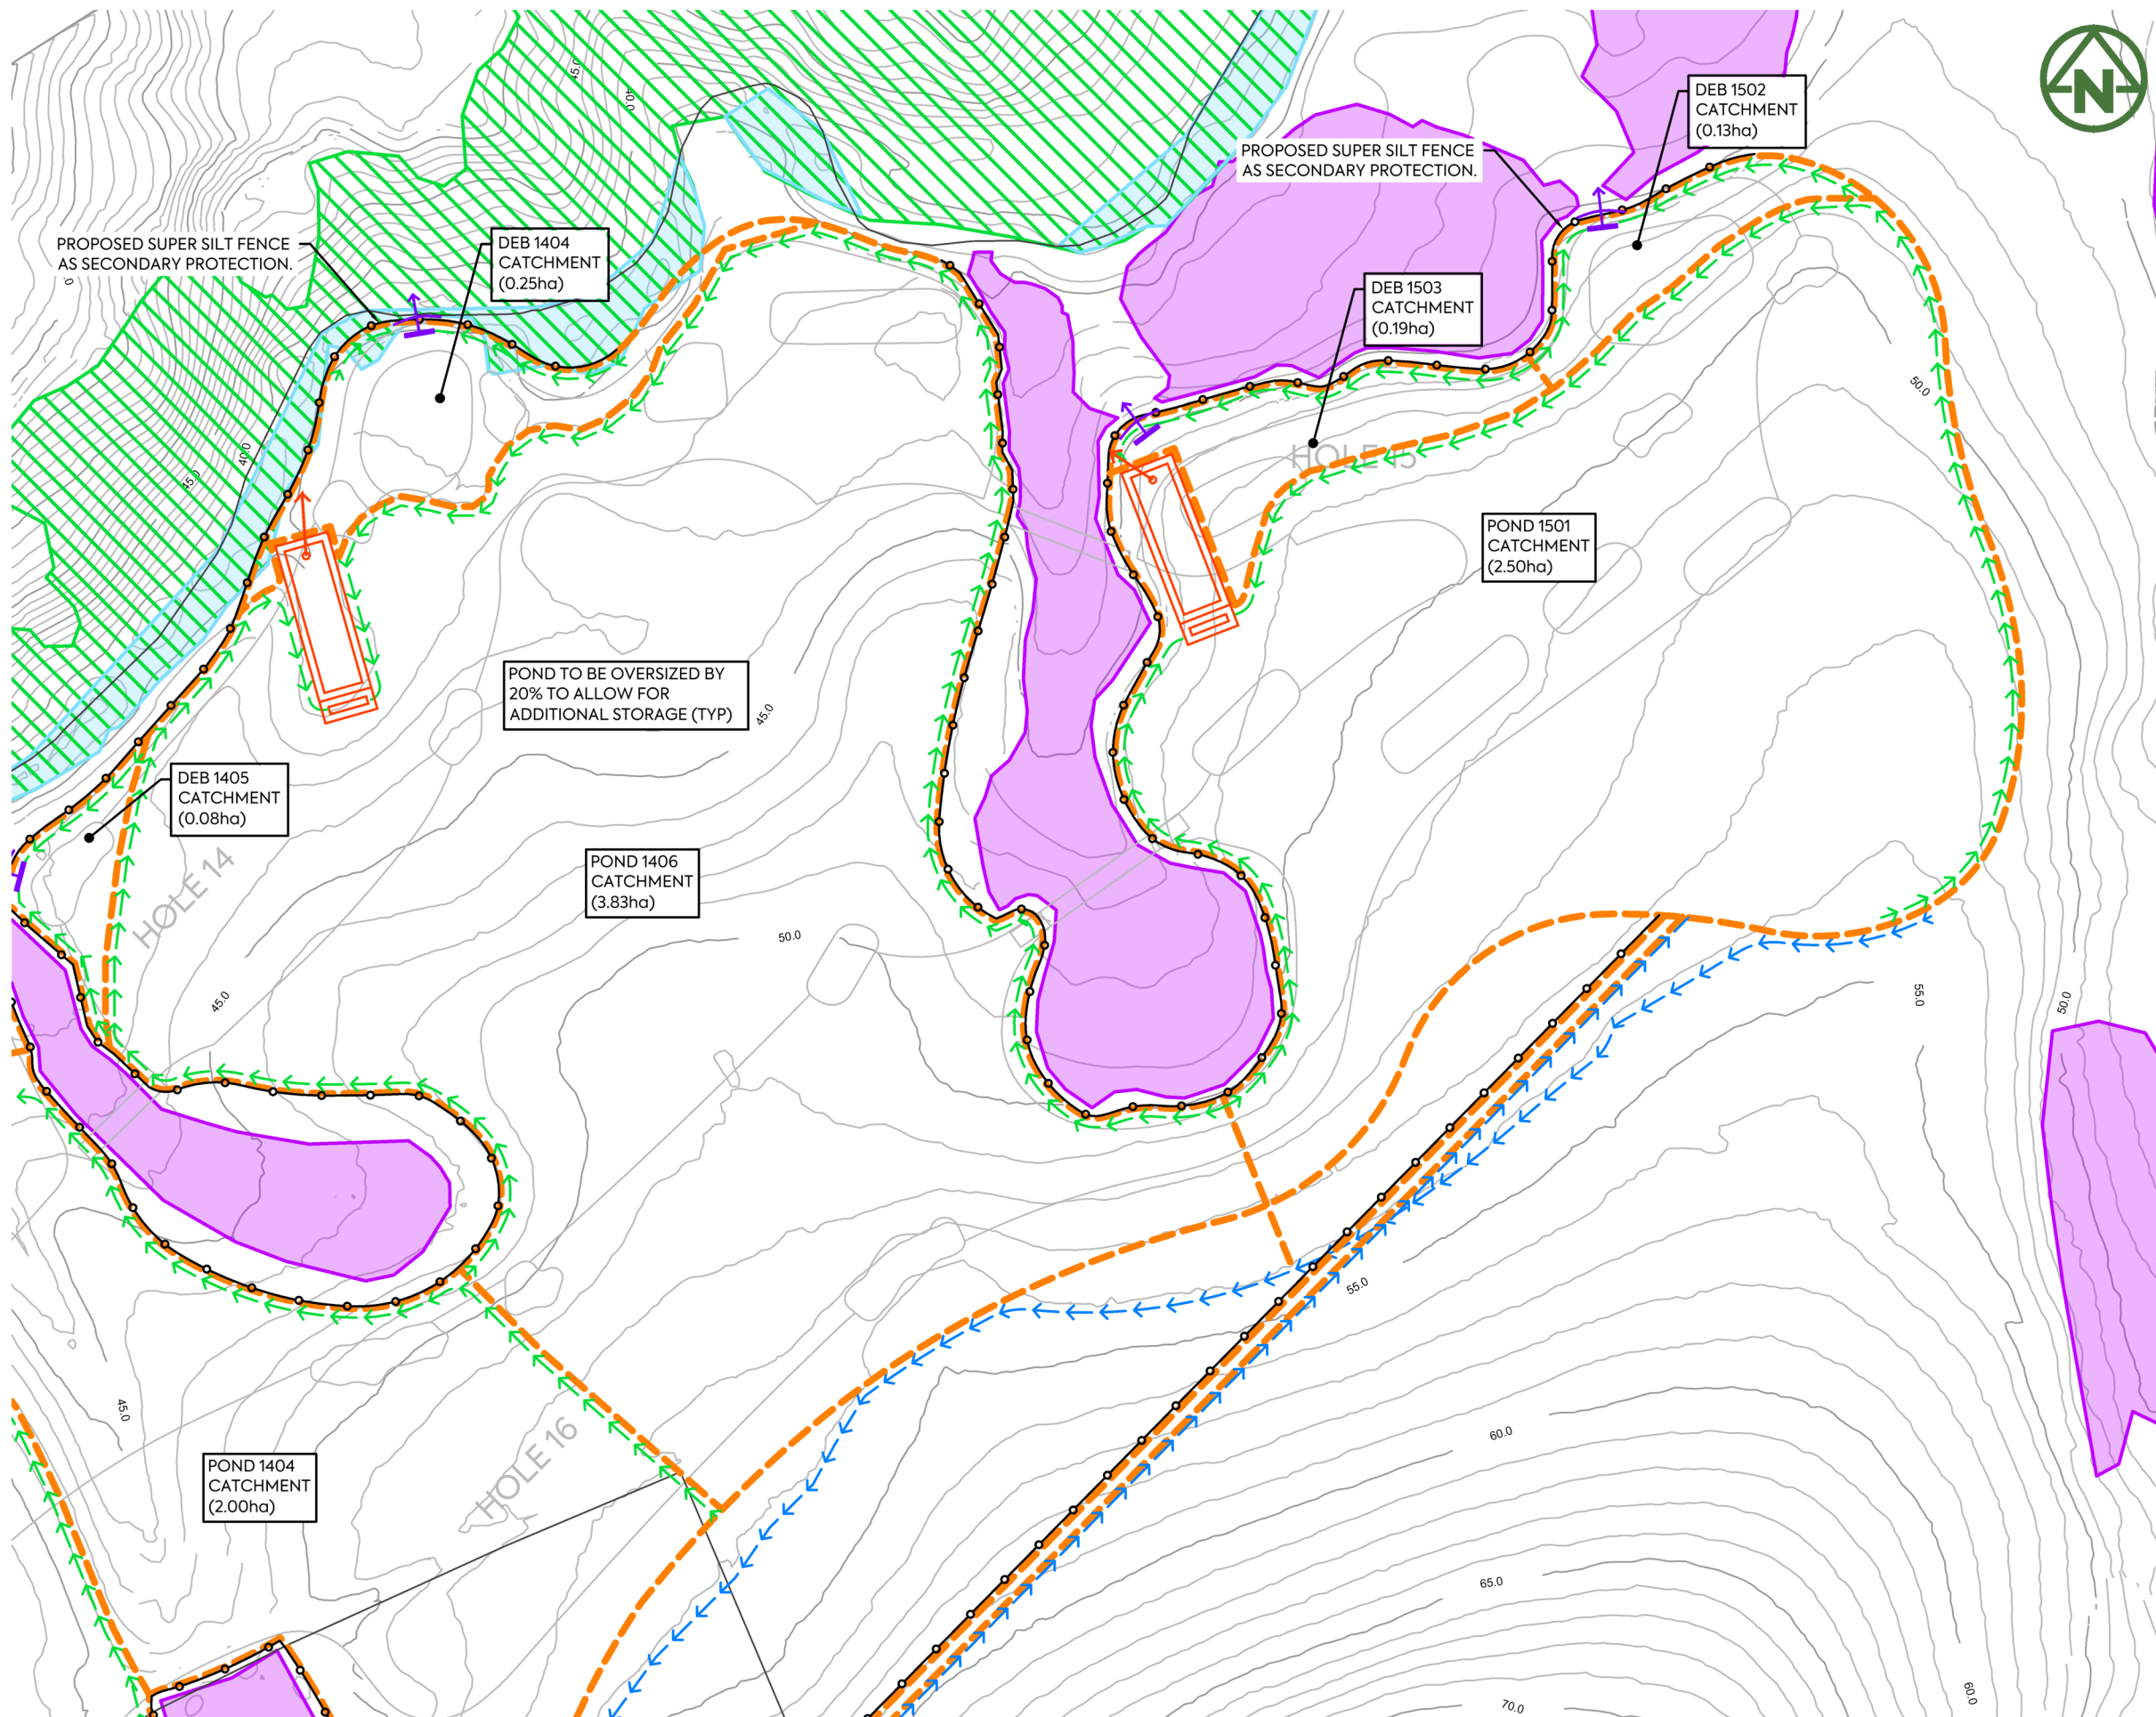 45.0
40.0
N
DEB 1502
CATCHMENT
(0.13ha)
PROPOSED SUPER SILT FENCE
AS SECONDARY PROTECTION.
PROPOSED SUPER SILT FENCE
AS SECONDARY PROTECTION.
DEB 1404
CATCHMENT
(0.25ha)
DEB 1503
CATCHMENT
(0.19ha)
50.0
40.0
45.0
HOLE 15
POND 1501
CATCHMENT
(2.50ha)
POND TO BE OVERSIZED BY
20% TO ALLOW FOR
ADDITIONAL STORAGE (TYP)
45.0
DEB 1405
CATCHMENT
(0.08ha)
HOLE 14
POND 1406
CATCHMENT
(3.83ha)
50.0
45.0
55.0
50.0
55.0
45.0
HOLE 16
60.0
POND 1404
CATCHMENT
(2.00ha)
65.0
60.0
70.0